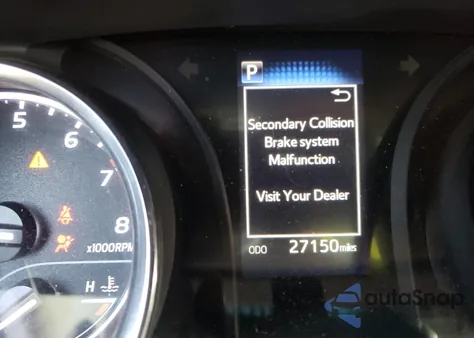 P
Secondary Collision
Brake system
Malfunction
Visit Your Dealer
ODO 27150 miles
5
6
7
8
x1000RPM
H
autoSnap